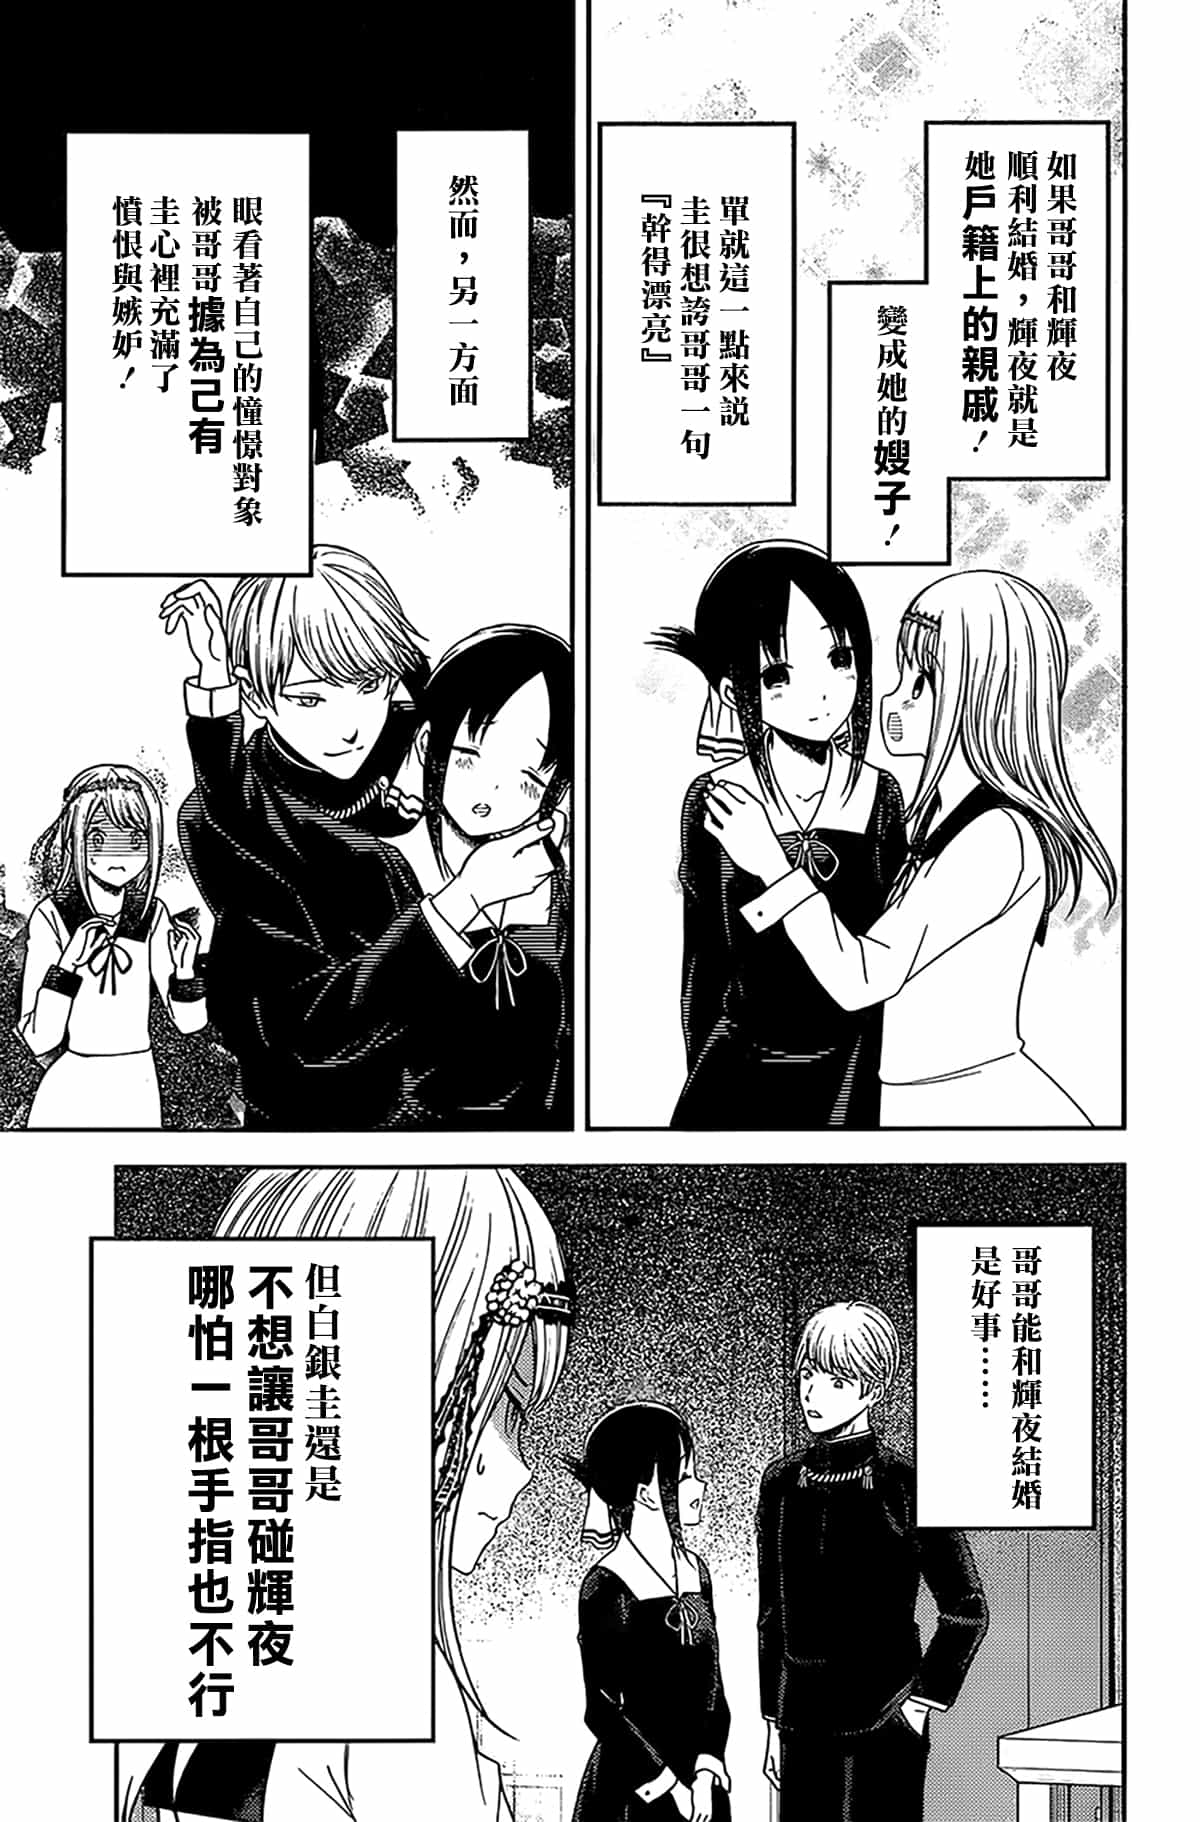 如果哥哥和輝夜
順利結婚，輝夜就是
她戶籍上的親戚！
變成她的嫂子！
單就這一點來說
圭很想誇哥哥一句
『幹得漂亮』
然而，另一方面
眼看著自己的憧憬對象
被哥哥據為己有
圭心裡充滿了
憤恨與嫉妒！
哥哥能和輝夜結婚
是好事……
但白銀圭還是
不想讓哥哥碰輝夜
哪怕一根手指也不行